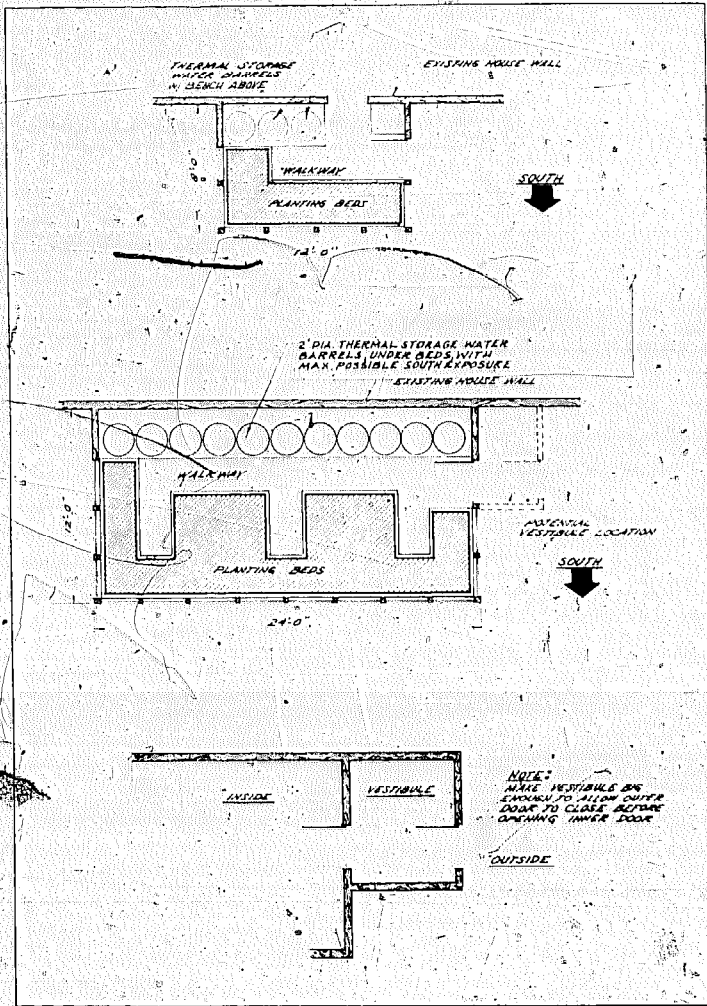 THERMAL STORAGE
WATER BARRELS
W/ BENCH ABOVE
EXISTING HOUSE WALL
8'0"
WALKWAY
PLANTING BEDS
SOUTH
12'0"
2' DIA. THERMAL STORAGE WATER
BARRELS, UNDER BEDS, WITH
MAX. POSSIBLE SOUTH EXPOSURE
EXISTING HOUSE WALL
WALKWAY
12'0"
PLANTING BEDS
POTENTIAL
VESTIBULE LOCATION
SOUTH
24'-0"
INSIDE
VESTIBULE
NOTE:
MAKE VESTIBULE BIG
ENOUGH TO ALLOW OUTER
DOOR TO CLOSE BEFORE
OPENING INNER DOOR
OUTSIDE